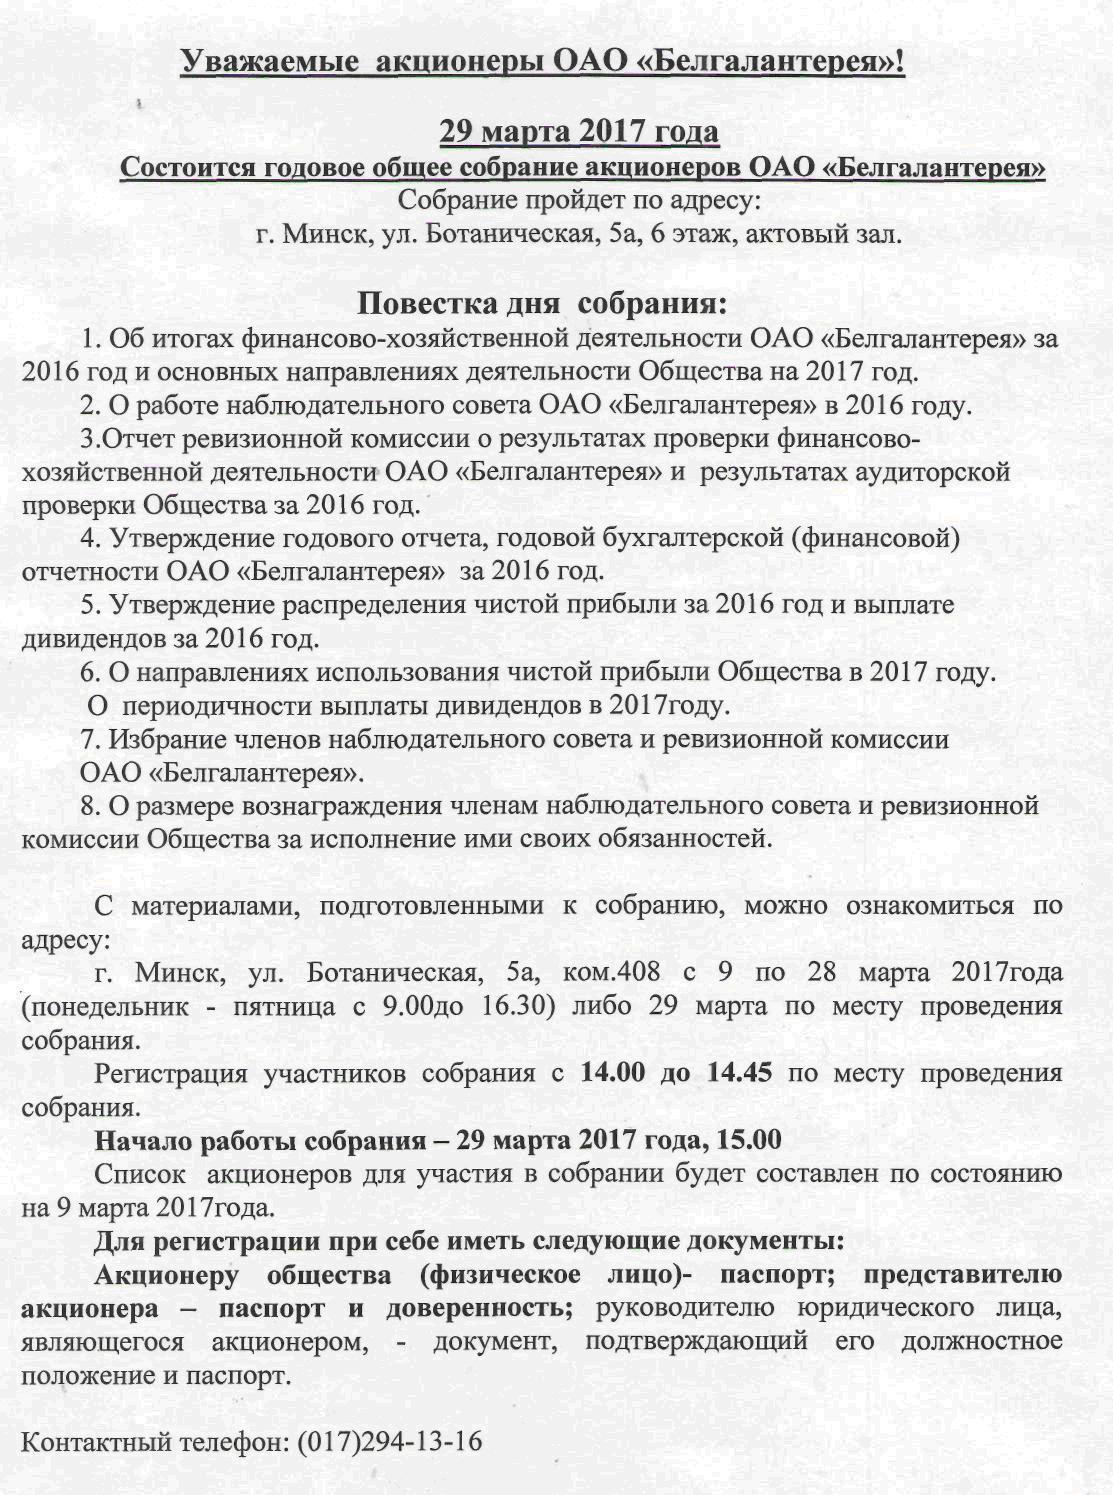 Уважаемые акционеры ОАО «Белгалантерея»!
29 марта 2017 года
Состоится годовое общее собрание акционеров ОАО «Белгалантерея»
Собрание пройдет по адресу:
г. Минск, ул. Ботаническая, 5а, 6 этаж, актовый зал.
Повестка дня собрания:
1. Об итогах финансово-хозяйственной деятельности ОАО «Белгалантерея» за
2016 год и основных направлениях деятельности Общества на 2017 год.
2. О работе наблюдательного совета ОАО «Белгалантерея» в 2016 году.
3.Отчет ревизионной комиссии о результатах проверки финансово-
хозяйственной деятельности ОАО «Белгалантерея» и результатах аудиторской
проверки Общества за 2016 год.
4. Утверждение годового отчета, годовой бухгалтерской (финансовой)
отчетности ОАО «Белгалантерея» за 2016 год.
5. Утверждение распределения чистой прибыли за 2016 год и выплате
дивидендов за 2016 год.
6. О направлениях использования чистой прибыли Общества в 2017 году.
О периодичности выплаты дивидендов в 2017году.
7. Избрание членов наблюдательного совета и ревизионной комиссии
ОАО «Белгалантерея».
8. О размере вознаграждения членам наблюдательного совета и ревизионной
комиссии Общества за исполнение ими своих обязанностей.
С материалами, подготовленными к собранию, можно ознакомиться по
адресу:
г. Минск, ул. Ботаническая, 5а, ком.408 с 9 по 28 марта 2017года
(понедельник - пятница с 9.00до 16.30) либо 29 марта по месту проведения
собрания.
Регистрация участников собрания с 14.00 до 14.45 по месту проведения
собрания.
Начало работы собрания – 29 марта 2017 года, 15.00
Список акционеров для участия в собрании будет составлен по состоянию
на 9 марта 2017года.
Для регистрации при себе иметь следующие документы:
Акционеру общества (физическое лицо)- паспорт; представителю
акционера – паспорт и доверенность; руководителю юридического лица,
являющегося акционером, - документ, подтверждающий его должностное
положение и паспорт.
Контактный телефон: (017)294-13-16